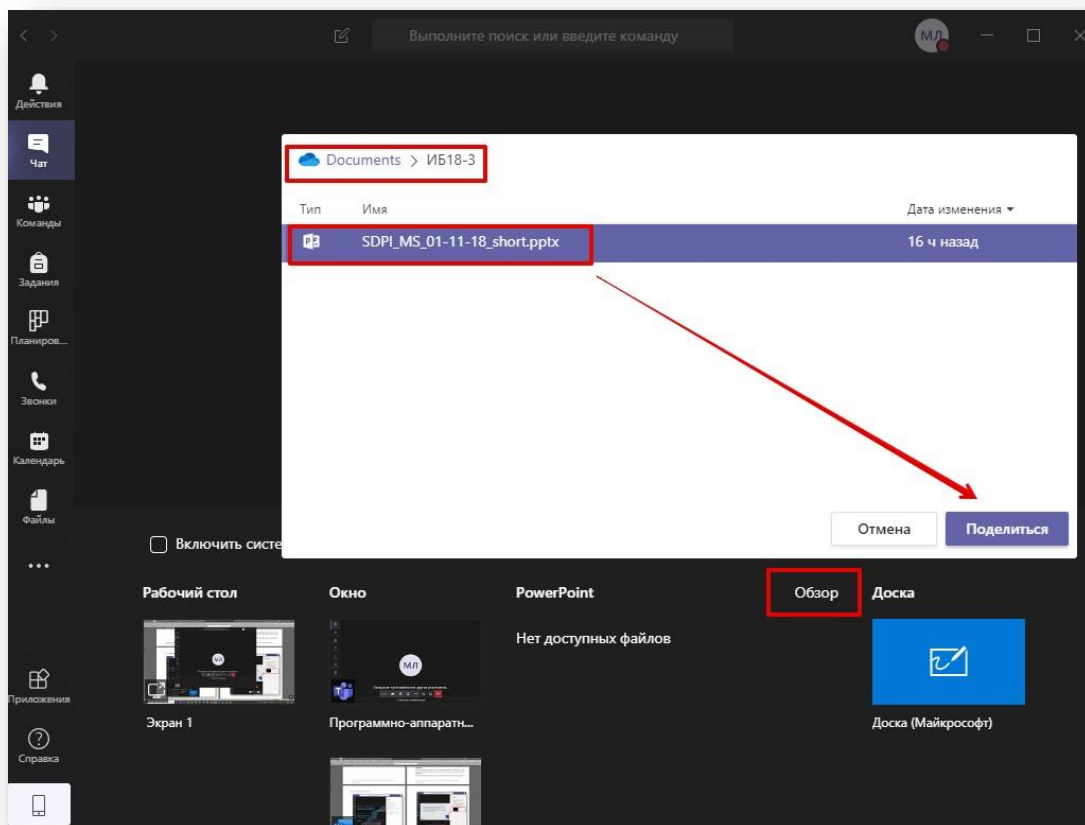 Выполните поиск или введите команду
МЛ
Действия
Чат
Команды
Задания
Планиров...
Звонки
Календарь
Файлы
Приложения
Справка
Documents > ИБ18-3
Тип Имя Дата изменения
SDPI_MS_01-11-18_short.pptx 16 ч назад
Отмена Поделиться
Включить систе
Рабочий стол Окно PowerPoint Обзор Доска
Нет доступных файлов
МЛ
МЛ
Экран 1 Программно-аппаратн... Доска (Майкрософт)